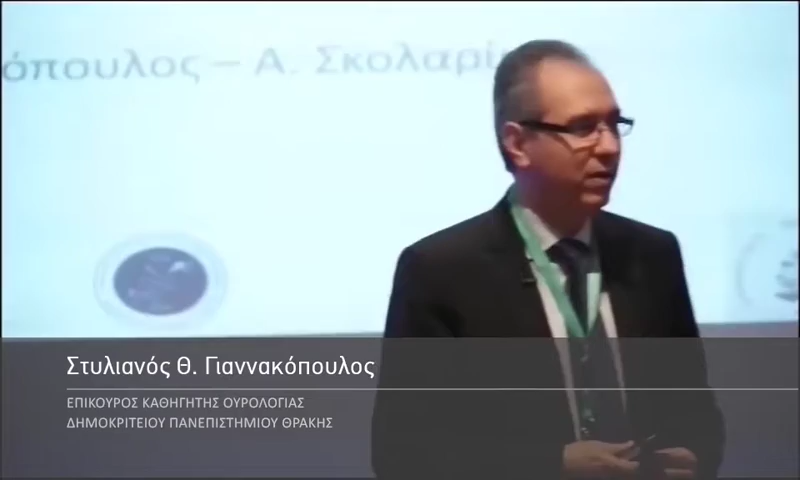 όπουλος – Α. Σκολαρί
Στυλιανός Θ. Γιαννακόπουλος
ΕΠΙΚΟΥΡΟΣ ΚΑΘΗΓΗΤΗΣ ΟΥΡΟΛΟΓΙΑΣ
ΔΗΜΟΚΡΙΤΕΙΟΥ ΠΑΝΕΠΙΣΤΗΜΙΟΥ ΘΡΑΚΗΣ